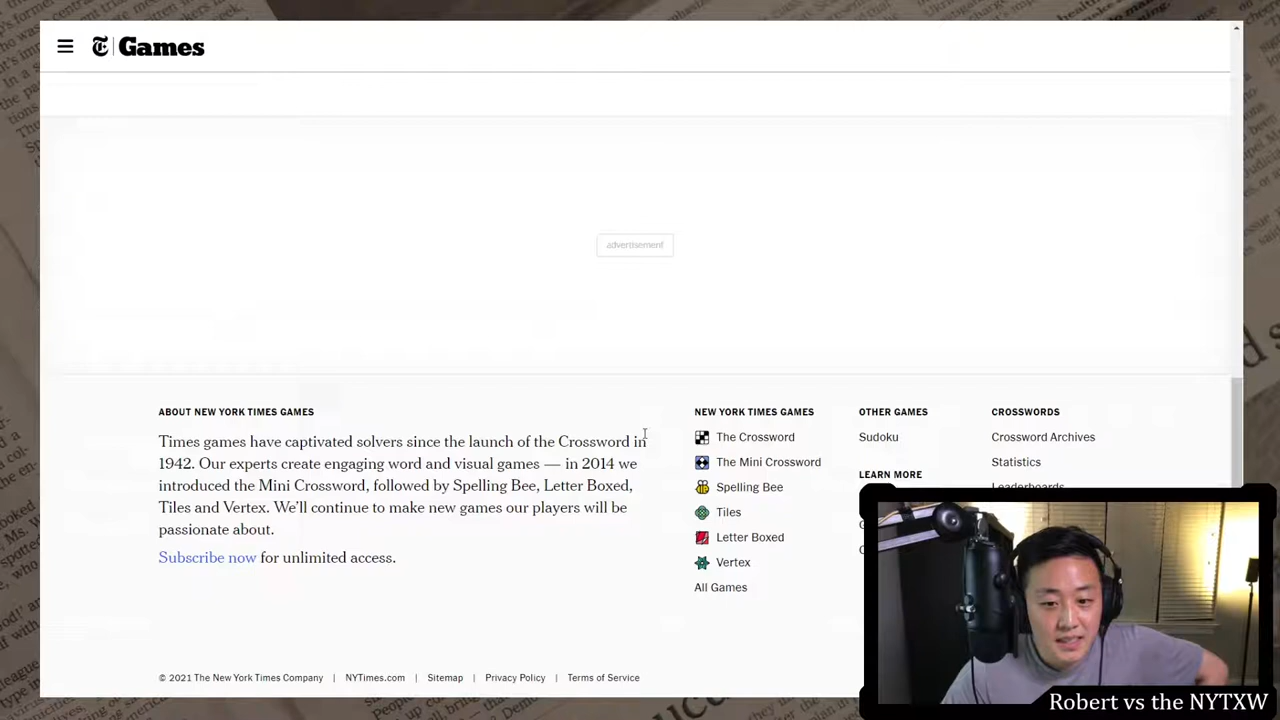 Games
advertisement
ABOUT NEW YORK TIMES GAMES
Times games have captivated solvers since the launch of the Crossword in
1942. Our experts create engaging word and visual games — in 2014 we
introduced the Mini Crossword, followed by Spelling Bee, Letter Boxed,
Tiles and Vertex. We'll continue to make new games our players will be
passionate about.
Subscribe now for unlimited access.
NEW YORK TIMES GAMES
The Crossword
The Mini Crossword
Spelling Bee
Tiles
Letter Boxed
Vertex
All Games
OTHER GAMES
Sudoku
LEARN MORE
CROSSWORDS
Crossword Archives
Statistics
Leaderboards
© 2021 The New York Times Company | NYTimes.com | Sitemap | Privacy Policy | Terms of Service
Robert vs the NYTXW